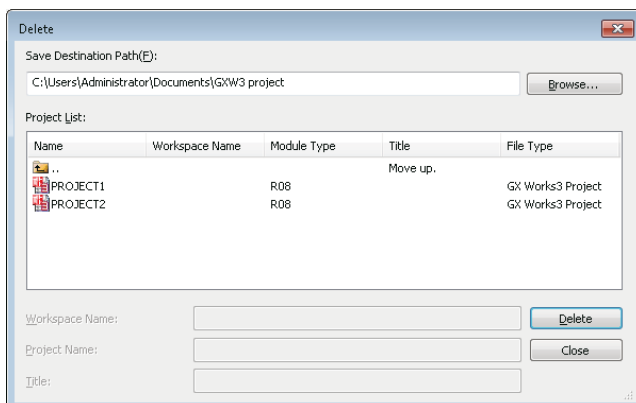 Delete
Save Destination Path(F):
C:\Users\Administrator\Documents\GXW3 project
Browse...
Project List:
Name Workspace Name Module Type Title File Type
.. Move up.
PROJECT1 R08 GX Works3 Project
PROJECT2 R08 GX Works3 Project
Workspace Name:
Delete
Project Name:
Close
Title: